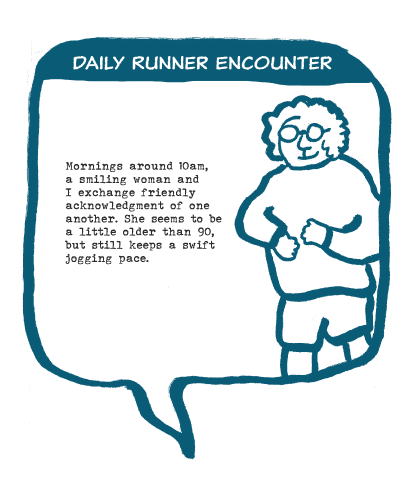 DAILY RUNNER ENCOUNTER
Mornings around 10am,
a smiling woman and
I exchange friendly
acknowledgment of one
another. She seems to be
a little older than 90,
but still keeps a swift
jogging pace.